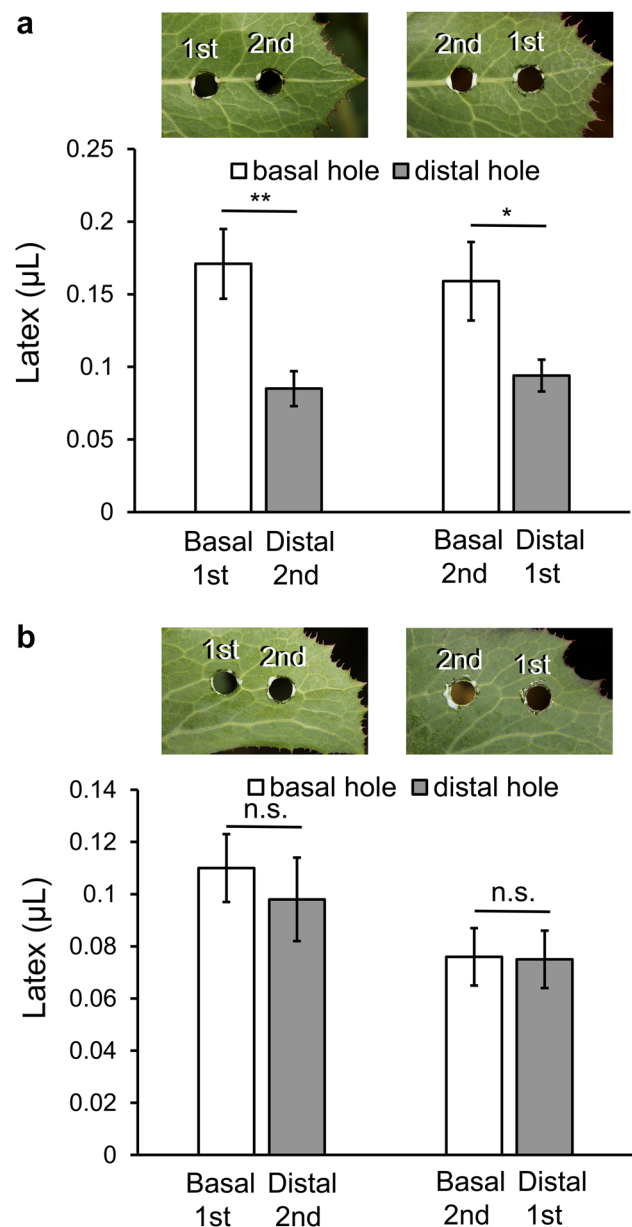 a
1st 2nd
2nd 1st
basal hole distal hole
Latex (µL)
0.25
0.2
0.15
0.1
0.05
0
**
*
Basal 1st
Distal 2nd
Basal 2nd
Distal 1st
b
1st 2nd
2nd 1st
basal hole distal hole
Latex (µL)
0.14
0.12
0.1
0.08
0.06
0.04
0.02
0
n.s.
n.s.
Basal 1st
Distal 2nd
Basal 2nd
Distal 1st